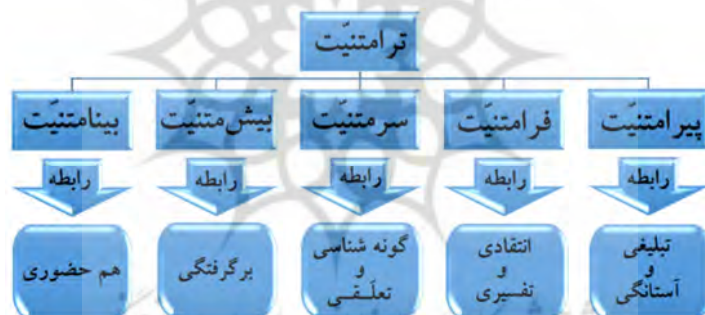 ترامتنیّت
پیرامتنیّت
فرامتنیّت
سرمتنیّت
بیش‌متنیّت
بینامتنیّت
رابطه
رابطه
رابطه
رابطه
رابطه
تبلیغی
و
آستانگی
انتقادی
و
تفسیری
گونه شناسی
و
تعلّقی
برگرفتگی
هم حضوری